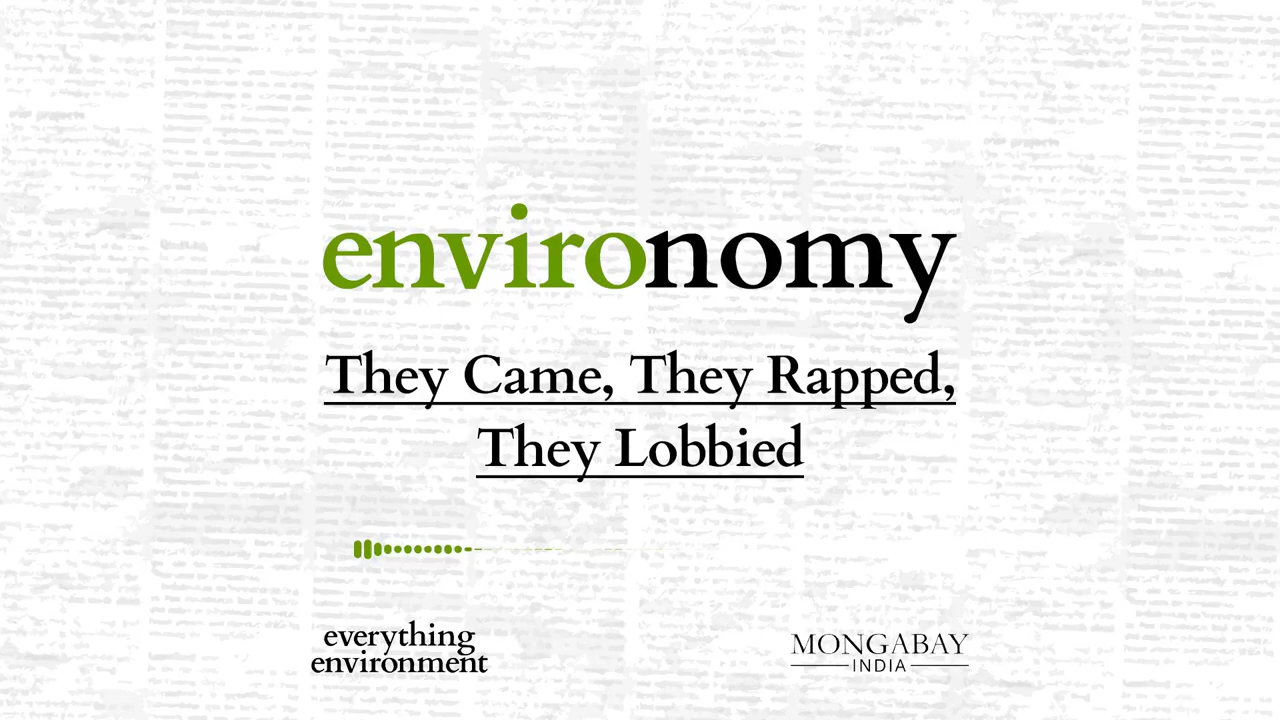 environomy
They Came, They Rapped,
They Lobbied
everything
environment
MONGABAY
INDIA